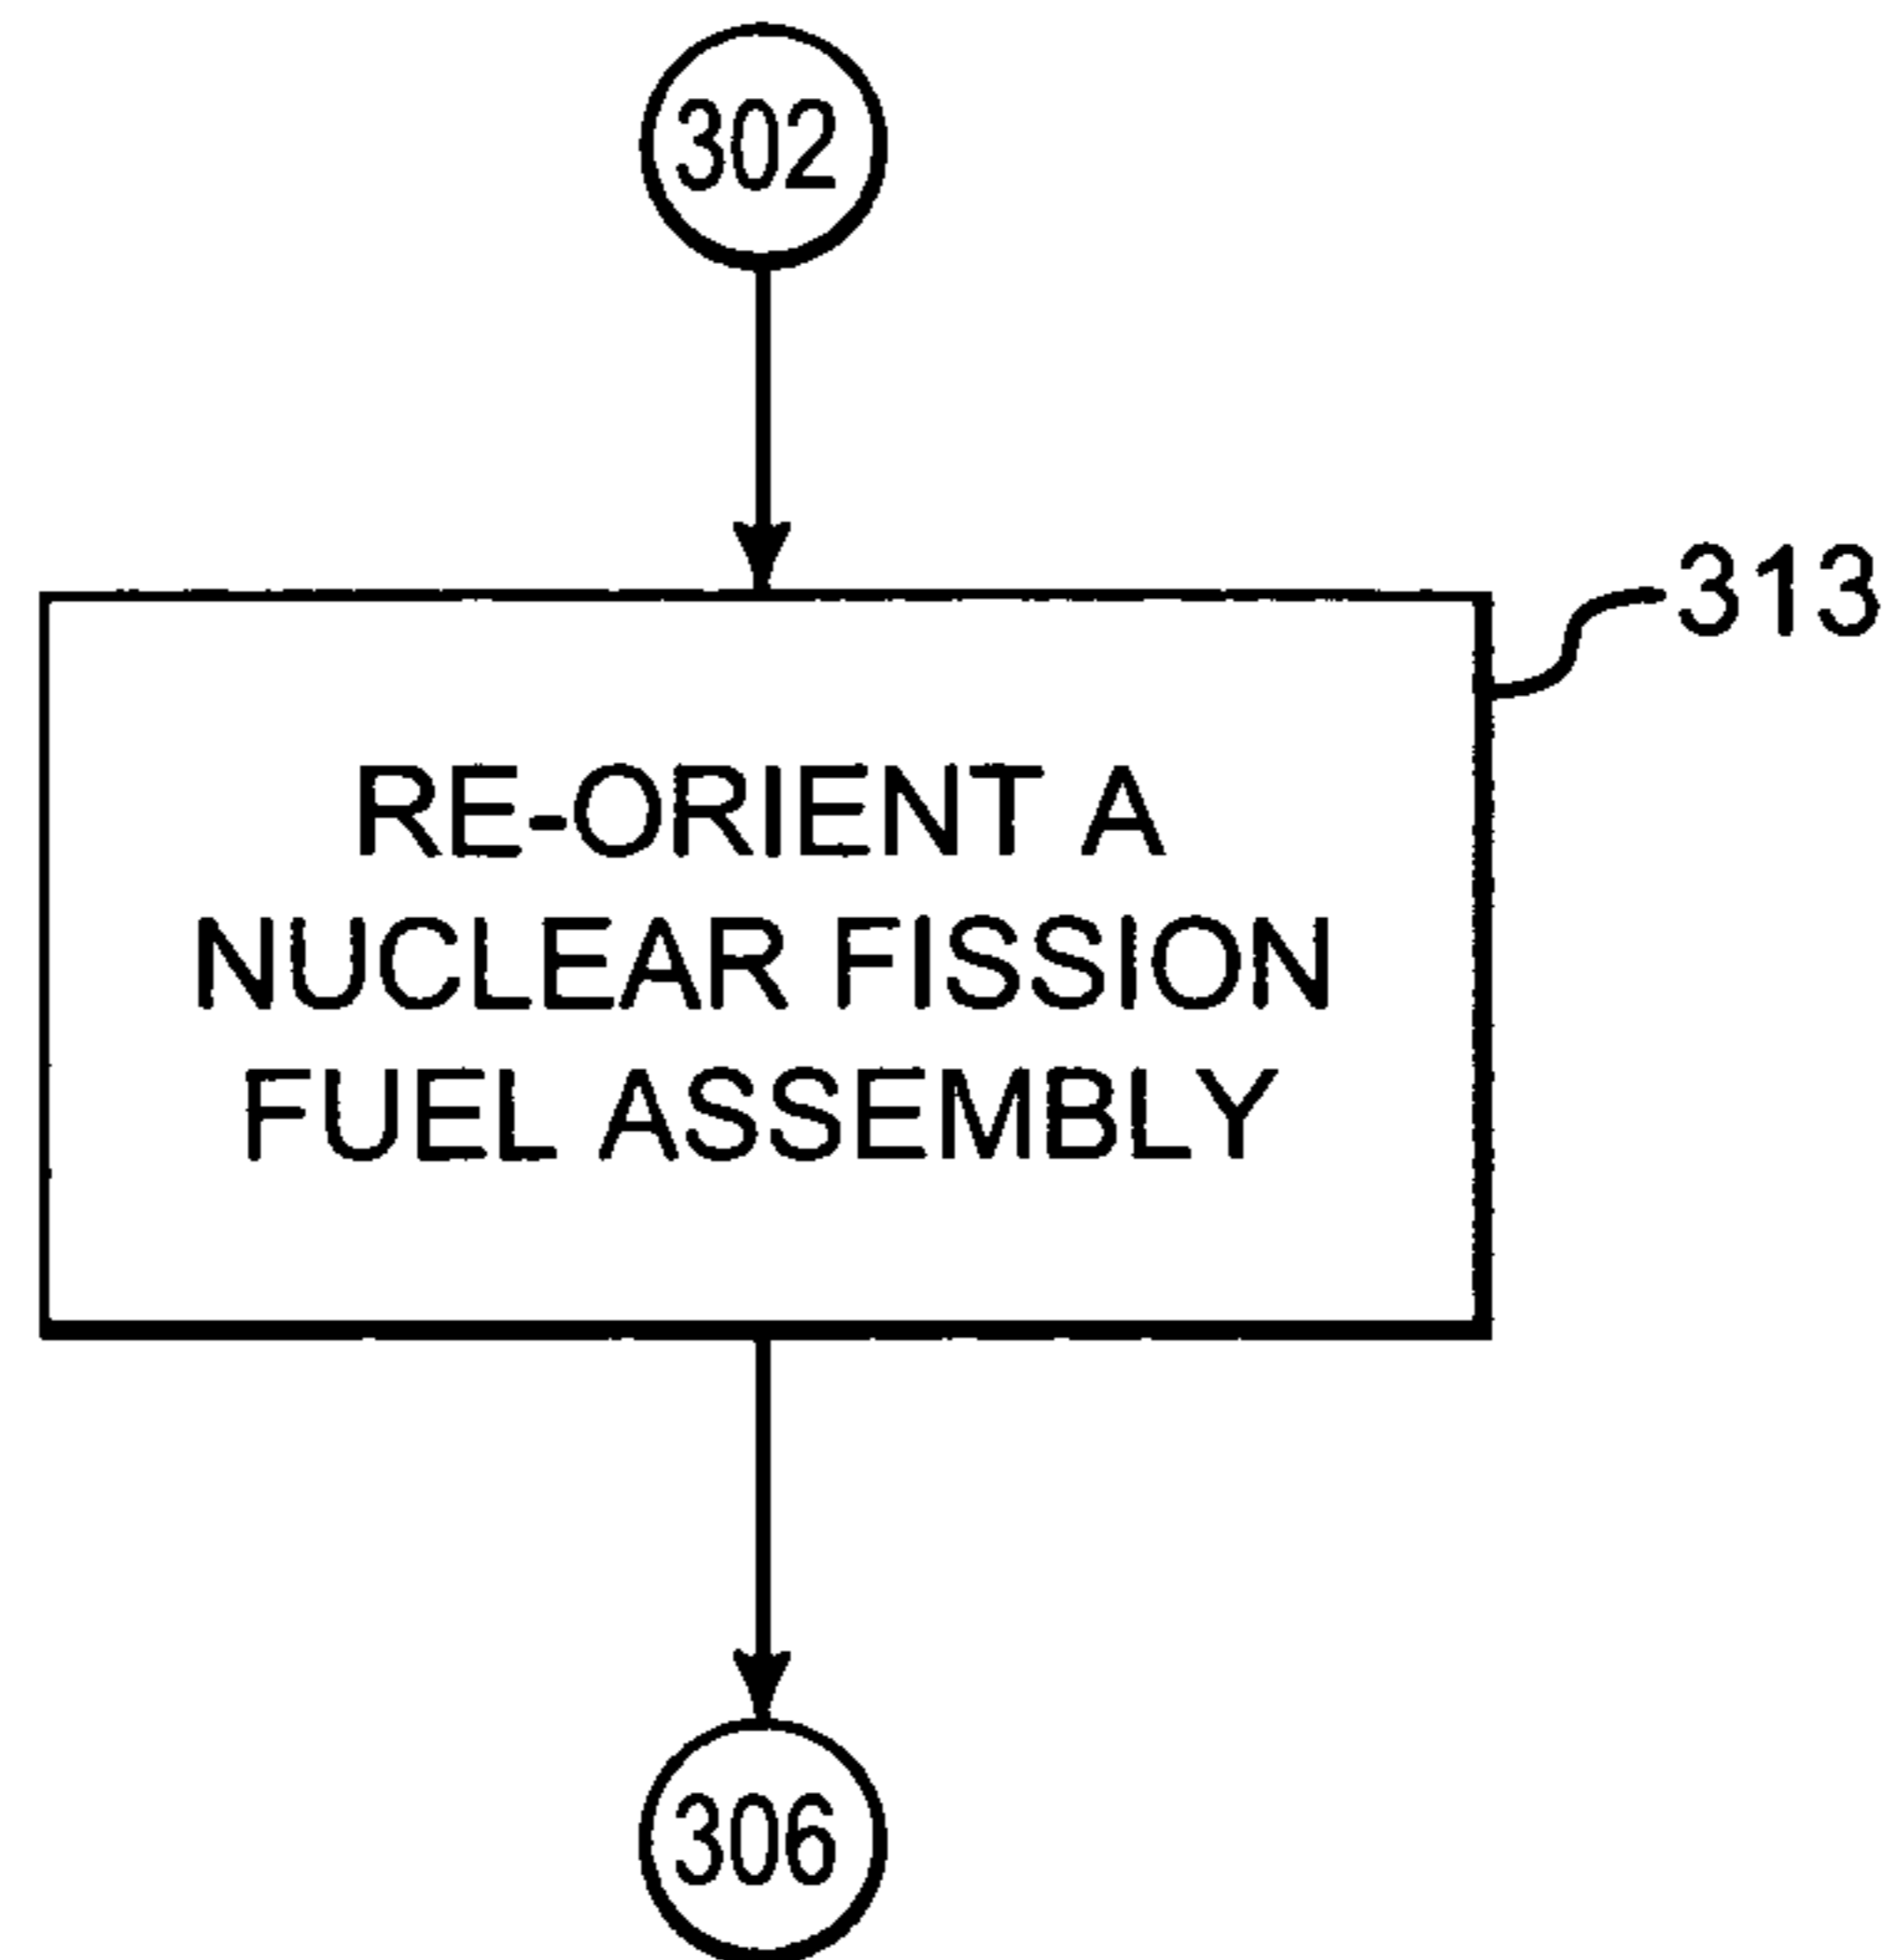 302
313
RE-ORIENT A
NUCLEAR FISSION
FUEL ASSEMBLY
306